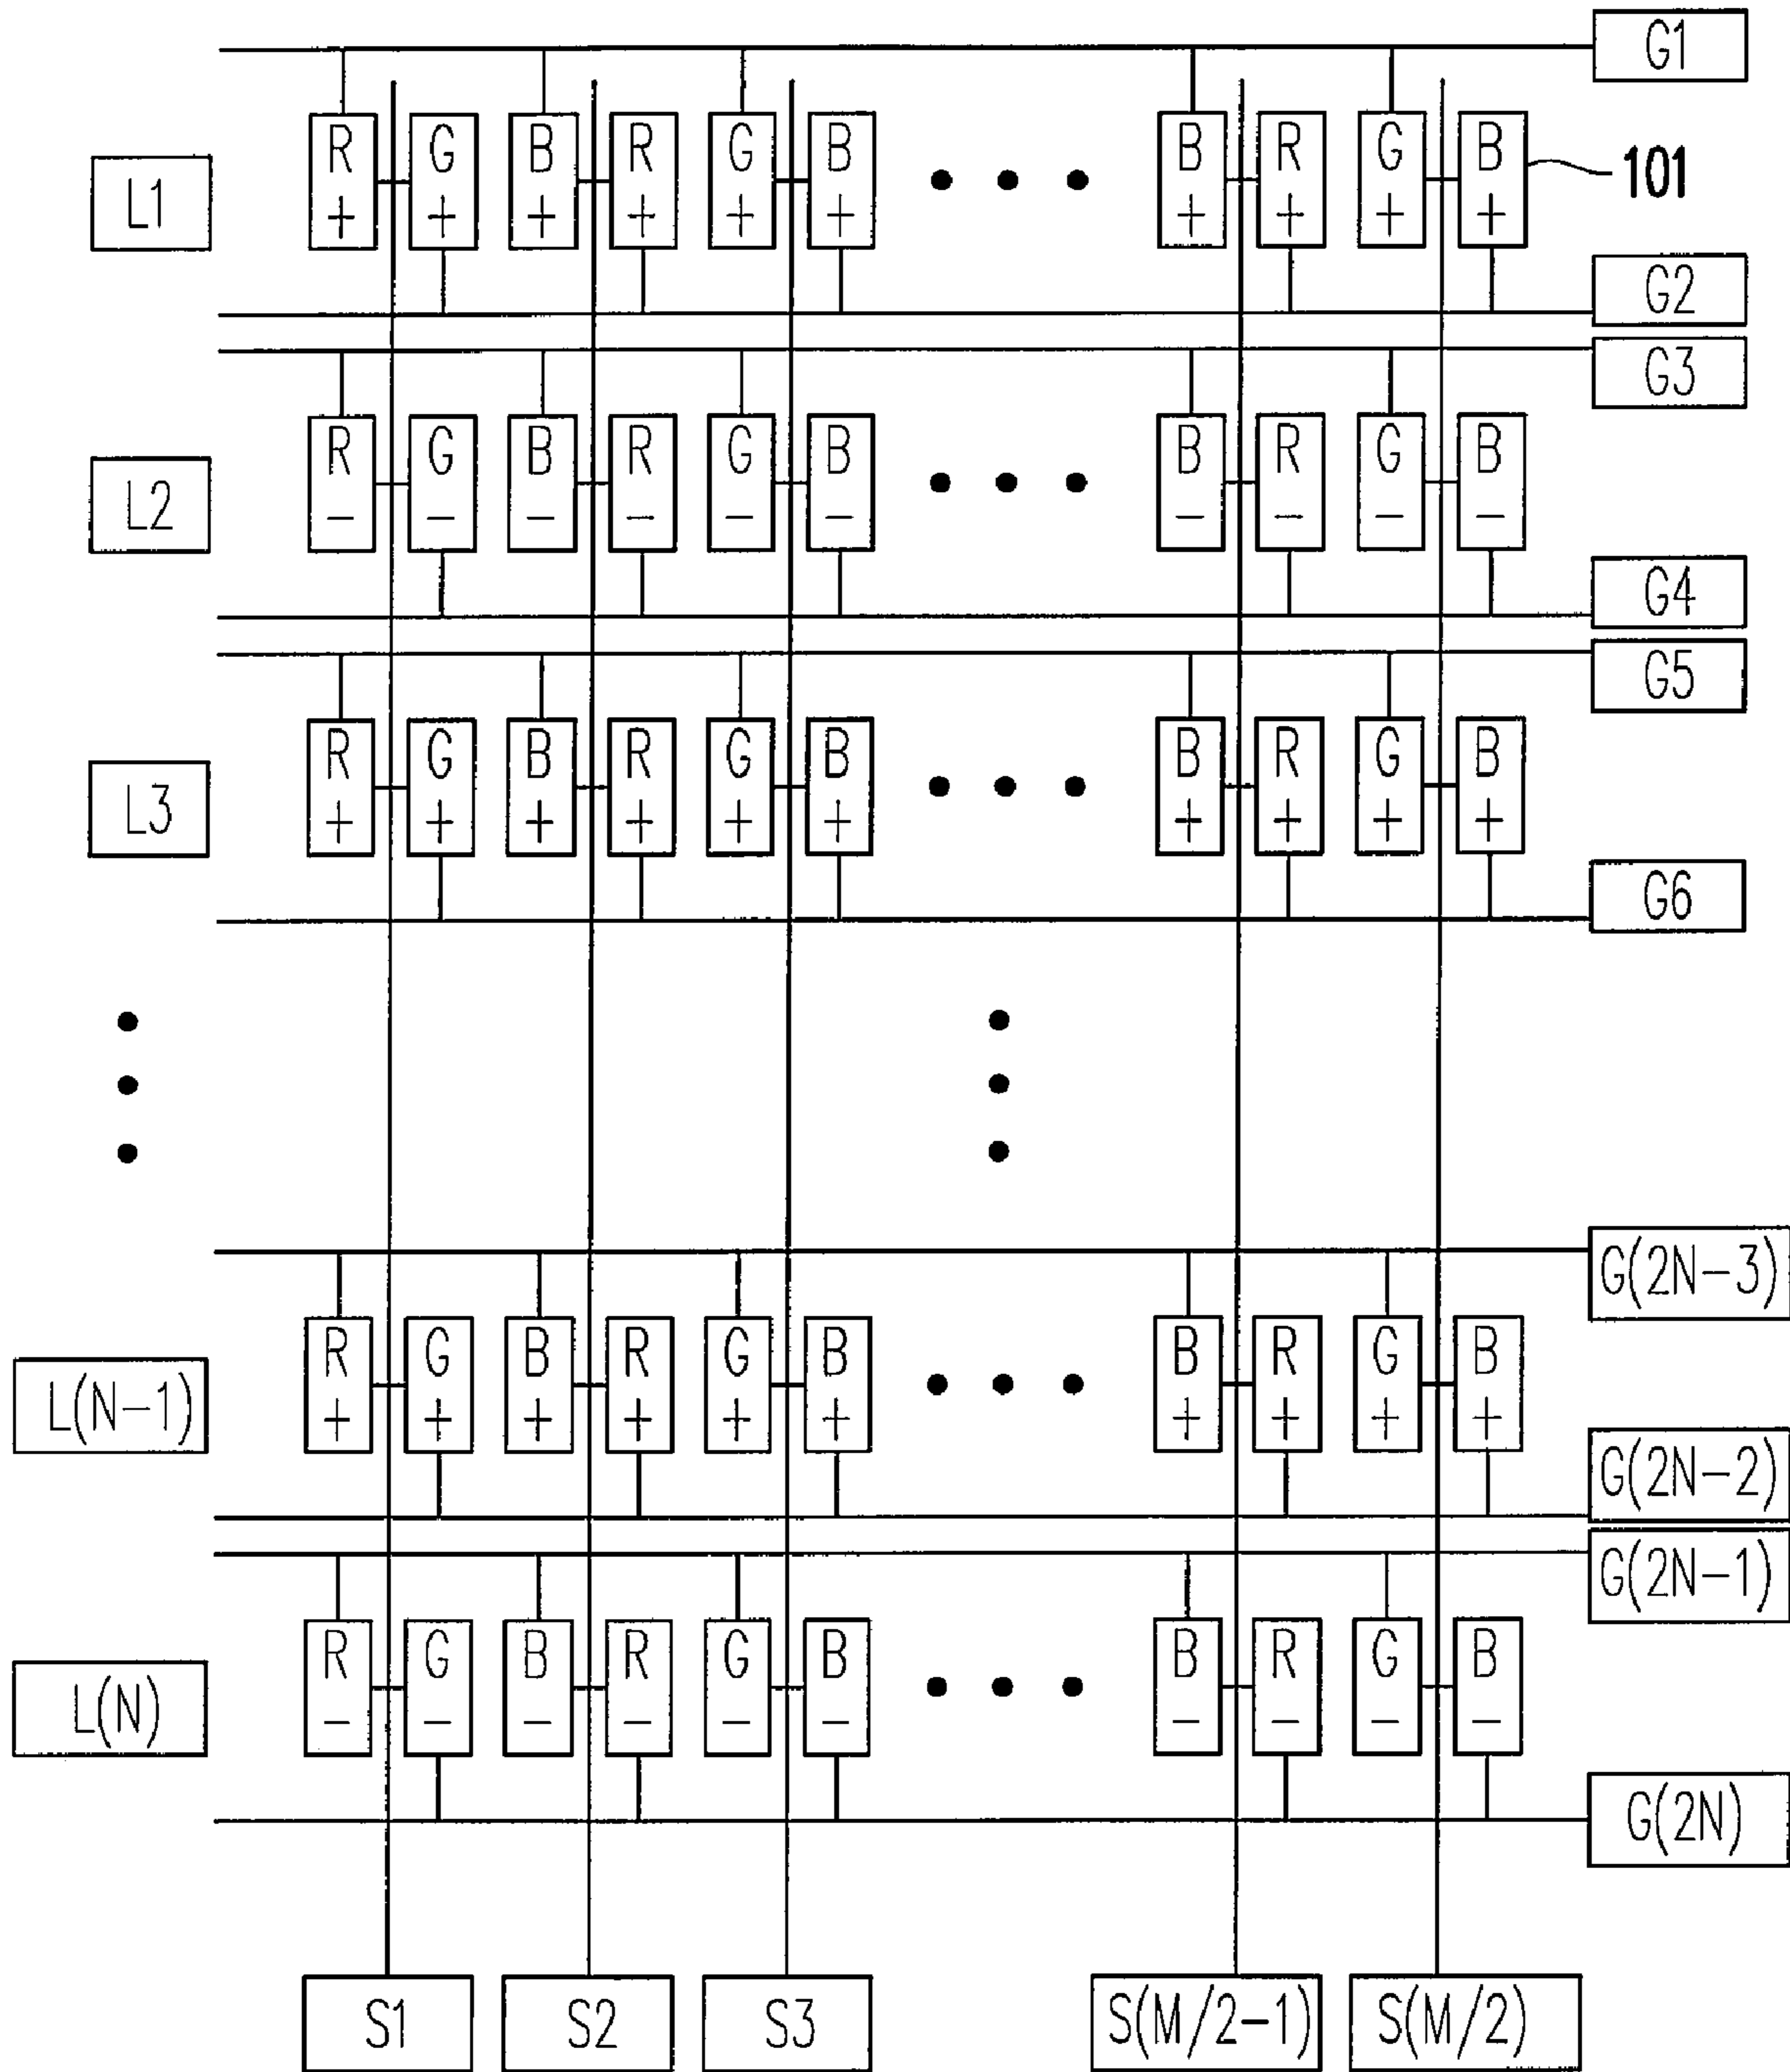 G1
R G B R G B B R G B
101
L1
+ + + + + + + + + +
G2
G3
R G B R G B B R G B
L2
- - - - - - - - - -
G4
G5
R G B R G B B R G B
L3
+ + + + + + + + + +
G6
G(2N-3)
R G B R G B B R G B
L(N-1)
+ + + + + + + + + +
G(2N-2)
G(2N-1)
R G B R G B B R G B
L(N)
- - - - - - - - - -
G(2N)
S1 S2 S3 S(M/2-1) S(M/2)